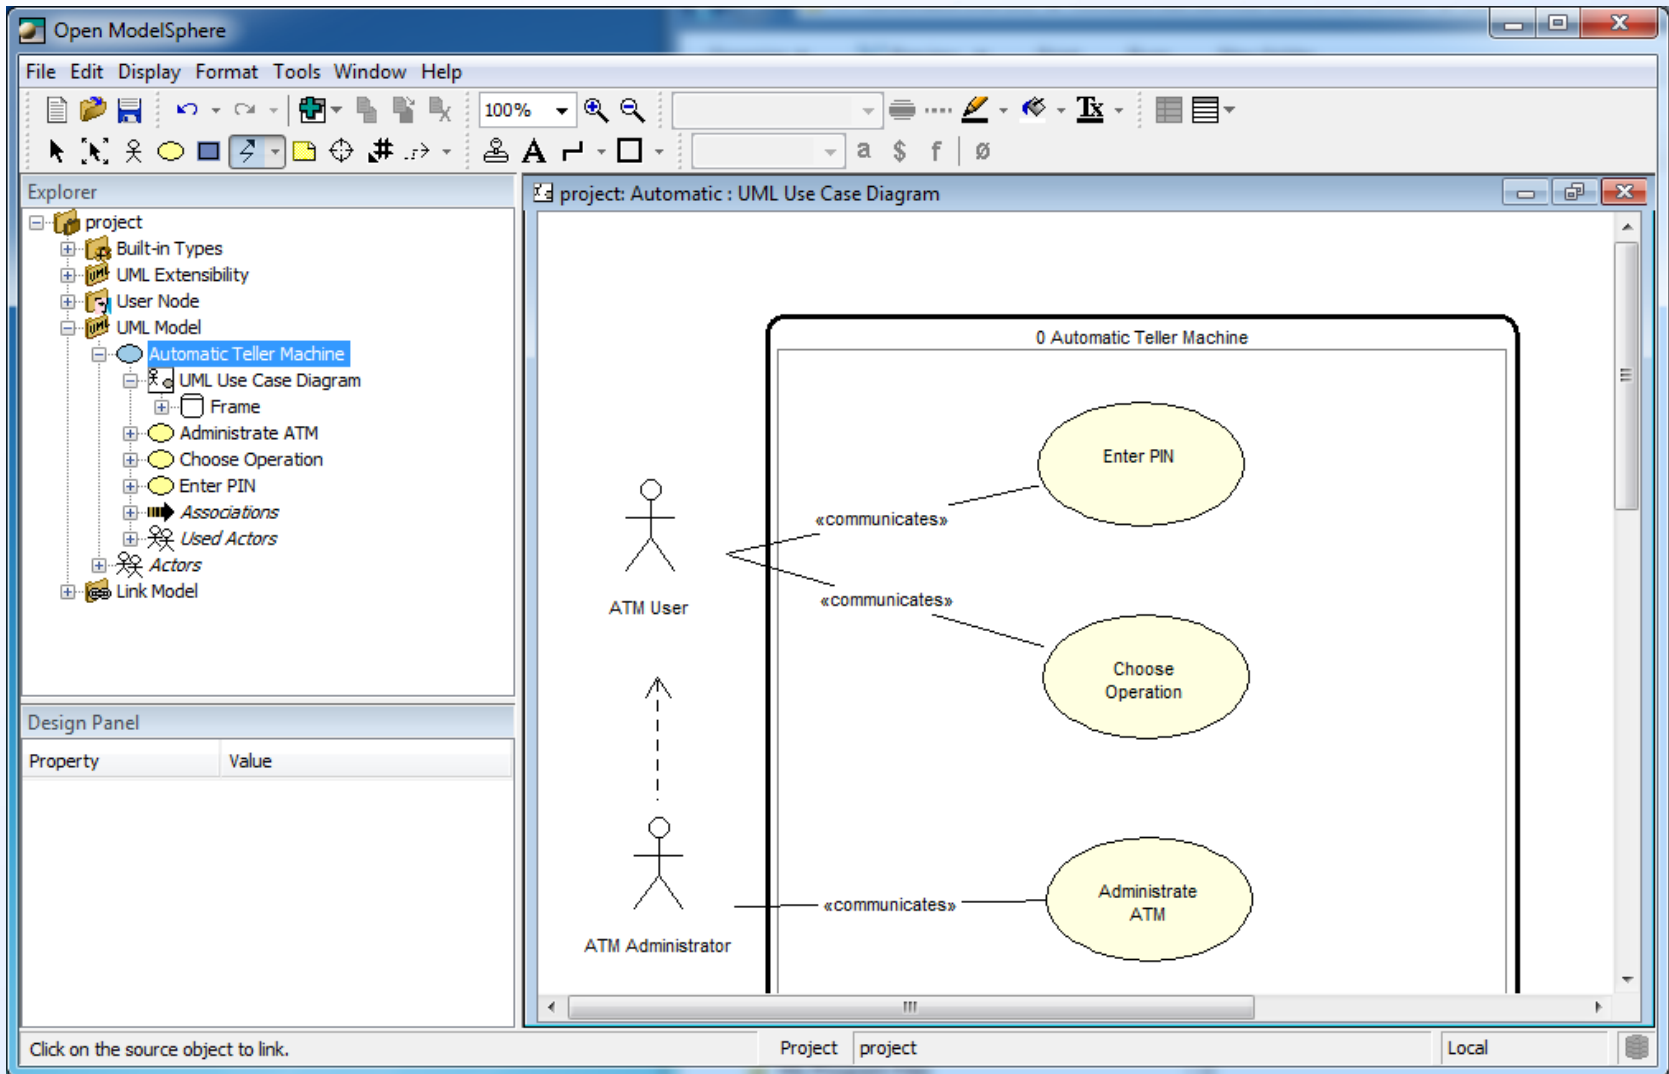 Open ModelSphere
File Edit Display Format Tools Window Help
100%
Tx
A
a $ f ø
Explorer
project
Built-in Types
UML Extensibility
User Node
UML Model
Automatic Teller Machine
UML Use Case Diagram
Frame
Administrate ATM
Choose Operation
Enter PIN
Associations
Used Actors
Actors
Link Model
Design Panel
Property Value
project: Automatic : UML Use Case Diagram
0 Automatic Teller Machine
Enter PIN
«communicates»
ATM User
«communicates»
Choose
Operation
Administrate
ATM
«communicates»
ATM Administrator
Click on the source object to link.
Project project
Local